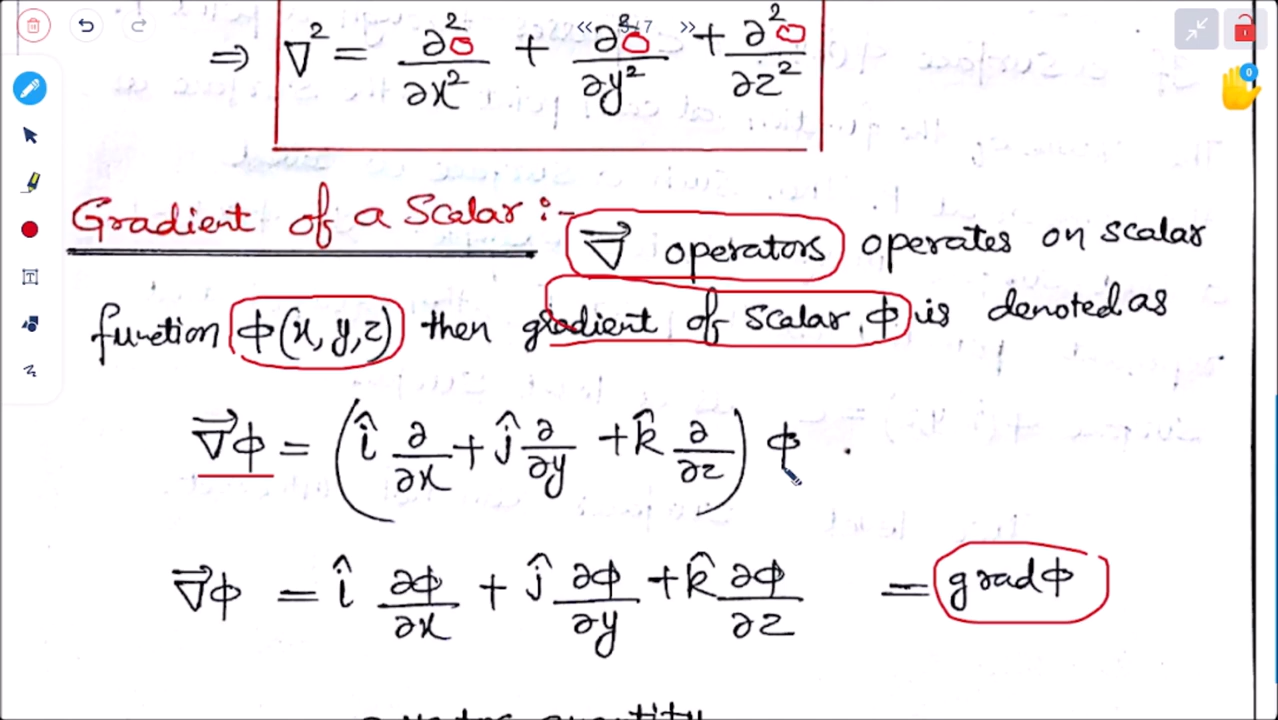 ⇒ ∇² = ∂²/∂x² + ∂²/∂y² + ∂²/∂z²
Gradient of a Scalar :- ∇⃗ operators operates on scalar
function ϕ(x, y, z) then gradient of scalar, ϕ is denoted as
∇⃗ϕ = (î ∂/∂x + ĵ ∂/∂y + k̂ ∂/∂z) ϕ .
∇⃗ϕ = î ∂ϕ/∂x + ĵ ∂ϕ/∂y + k̂ ∂ϕ/∂z = grad ϕ
quantity